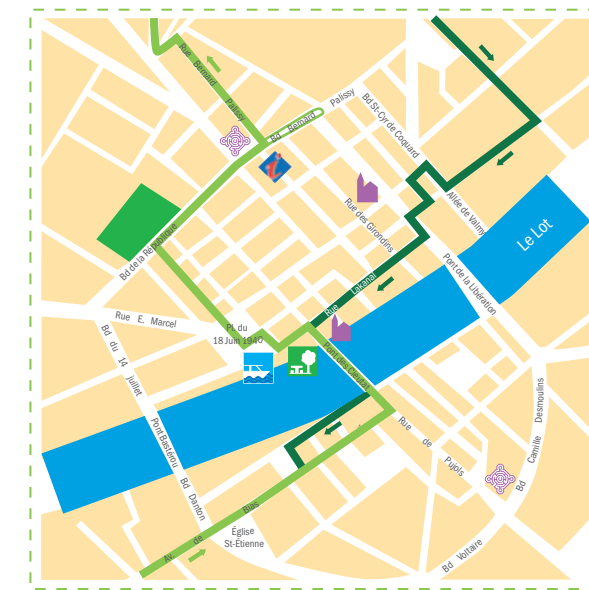 Rue Bernard Palissy
Bd Bernard Palissy
Bd St-Cyr de Coquard
Allée de Valmy
Rue des Girondins
Le Lot
Bd de la République
Pont de la Libération
Rue Lakanal
Rue E. Marcel
Pl. du
18 Juin 1940
Bd du 14 juillet
Pont des Cieutat
Pont Bastérou
Rue de Pujols
Bd Camille Desmoulins
Bd Danton
Av. de Bias
Église
St-Étienne
Bd Voltaire